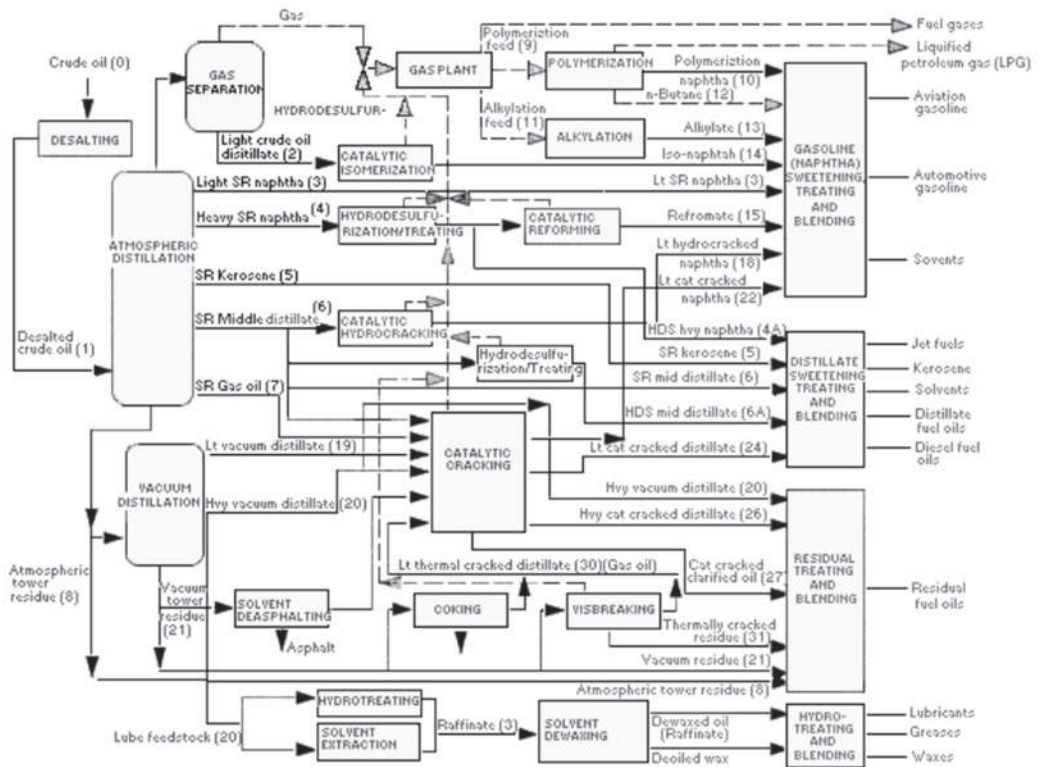 Gas
Fuel gases
Crude oil (0)
GAS
SEPARATION
Polymeriztion
feed (9)
GAS PLANT
POLYMERIZATION
Polymeriztion
naphtha (10)
n-Butane (12)
Liquified
petroleum gas (LPG)
HYDRODESULFUR-
DESALTING
Alkylation
feed (11)
ALKYLATION
Alkylate (13)
Aviation
gasoline
Light crude oil
disitillate (2)
CATALYTIC
ISOMERIZATION
Iso-naphtah (14)
GASOLINE
(NAPHTHA)
SWEETENING,
TREATING
AND
BLENDING
Light SR naphtha (3)
Lt SR naphtha (3)
Automotive
gasoline
Heavy SR naphtha (4)
HYDRODESULFU-
RIZATION/TREATING
CATALYTIC
REFORMING
Refromate (15)
ATMOSPHERIC
DISTILLATION
Lt hydrocracked
naphtha (18)
Sovents
SR Kerosene (5)
Lt cat cracked
naphtha (22)
SR Middle distillate (6)
CATALYTIC
HYDROCRACKING
HDS hvy naphtha (4A)
Jet fuels
Desalted
crude oil (1)
Hydrodesulfu-
rization/Treating
SR kerosene (5)
DISTILLATE
SWEETENING
TREATING
AND
BLENDING
Kerosene
SR Gas oil (7)
SR mid distillate (6)
Solvents
HDS mid distillate (6A)
Distillate
fuel oils
Lt vacuum distillate (19)
CATALYTIC
CRACKING
Lt cat cracked distillate (24)
Diesel fuel
oils
VACUUM
DISTILLATION
Hvy vacuum distillate (20)
Hvy vacuum distillate (20)
Hvy cat cracked distillate (26)
Atmospheric
tower
residue (8)
Lt thermal cracked distillate (30)(Gas oil)
Cat cracked
clarified oil (27)
RESIDUAL
TREATING
AND
BLENDING
Residual
fuel oils
Vacuum
tower
residue
(21)
SOLVENT
DEASPHALTING
COKING
VISBREAKING
Asphalt
Thermally cracked
residue (31)
Vacuum residue (21)
Atmospheric tower residue (8)
HYDROTREATING
Lube feedstock (20)
SOLVENT
EXTRACTION
Raffinate (3)
SOLVENT
DEWAXING
Dewaxed oil
(Raffinate)
Deoiled wax
HYDRO-
TREATING
AND
BLENDING
Lubricants
Greases
Waxes